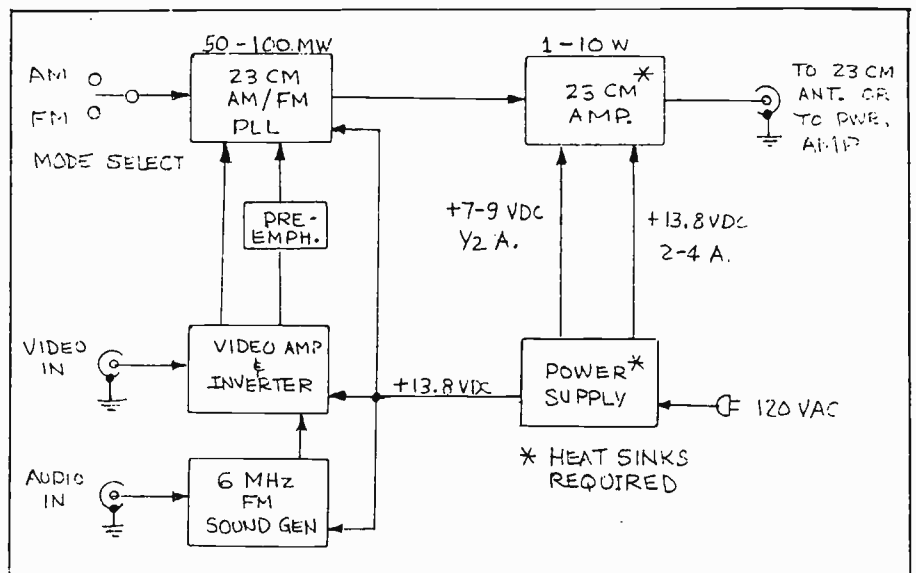 50-100 MW
1-10 W
AM
FM
MODE SELECT
23 CM
AM/FM
PLL
23 CM*
AMP.
TO 23 CM
ANT. OR
TO PWR.
AMP
PRE-
EMPH.
+7-9 VDC
1/2 A.
+13.8 VDC
2-4 A.
VIDEO
IN
VIDEO AMP
&
INVERTER
+13.8 VDC
POWER*
SUPPLY
120 VAC
* HEAT SINKS
REQUIRED
AUDIO
IN
6 MHz
FM
SOUND GEN